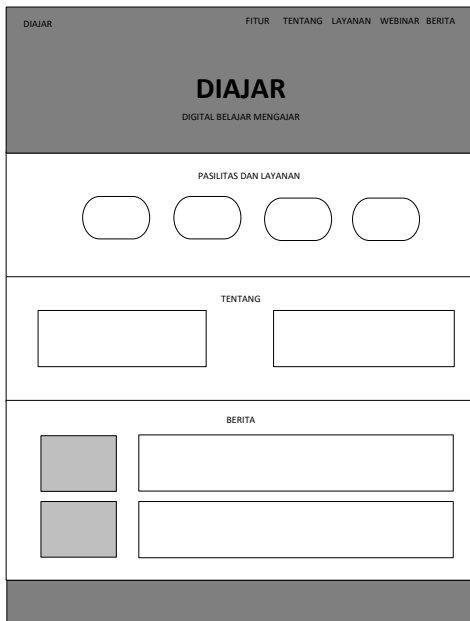 DIAJAR FITUR TENTANG LAYANAN WEBINAR BERITA
DIAJAR
DIGITAL BELAJAR MENGAJAR
PASILITAS DAN LAYANAN
TENTANG
BERITA